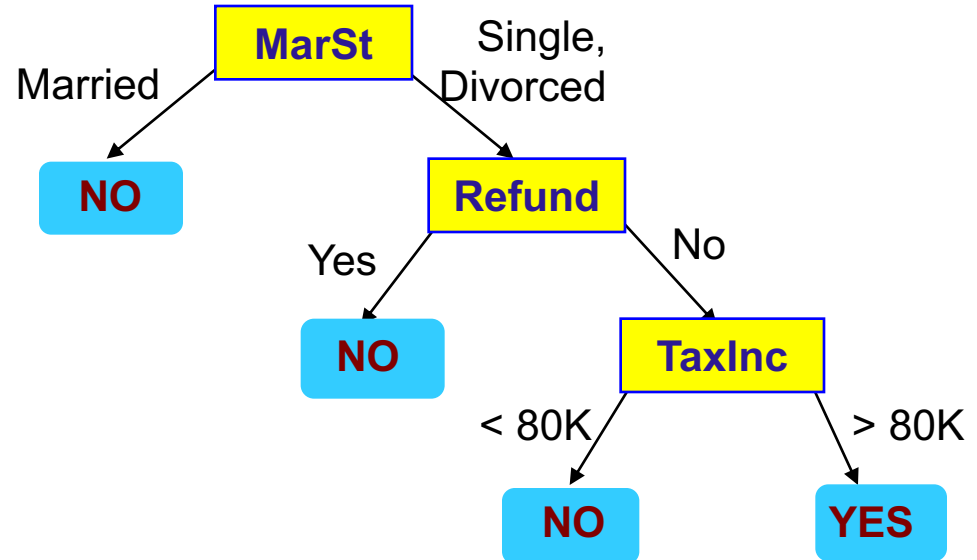 MarSt
Single,
Divorced
Married
NO
Refund
Yes
No
NO
TaxInc
< 80K
> 80K
NO
YES